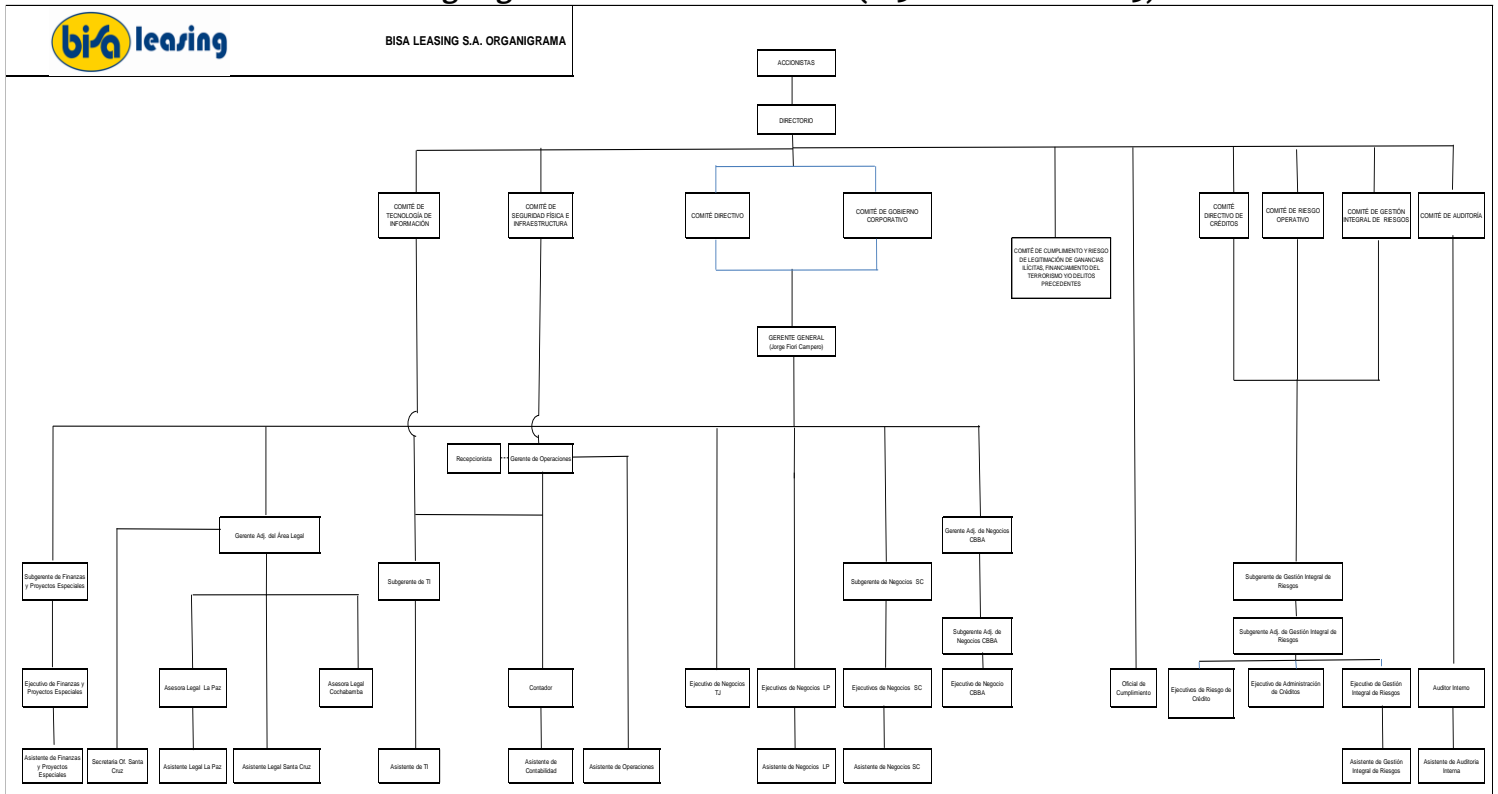 bisa leasing
BISA LEASING S.A. ORGANIGRAMA
ACCIONISTAS
DIRECTORIO
COMITÉ DE
TECNOLOGÍA DE
INFORMACIÓN
COMITÉ DE
SEGURIDAD FÍSICA E
INFRAESTRUCTURA
COMITÉ DIRECTIVO
COMITÉ DE GOBIERNO
CORPORATIVO
COMITÉ DE CUMPLIMIENTO Y RIESGO
DE LEGITIMACIÓN DE GANANCIAS
ILÍCITAS, FINANCIAMIENTO DEL
TERRORISMO Y/O DELITOS
PRECEDENTES
COMITÉ
DIRECTIVO DE
CRÉDITOS
COMITÉ DE RIESGO
OPERATIVO
COMITÉ DE GESTIÓN
INTEGRAL DE RIESGOS
COMITÉ DE AUDITORÍA
GERENTE GENERAL
(Jorge Fiori Campero)
Recepcionista
Gerente de Operaciones
Gerente Adj. del Área Legal
Gerente Adj. de Negocios
CBBA
Subgerente de Finanzas
y Proyectos Especiales
Subgerente de TI
Subgerente de Negocios SC
Subgerente de Gestión Integral de
Riesgos
Subgerente Adj. de
Negocios CBBA
Subgerente Adj. de Gestión Integral de
Riesgos
Ejecutivo de Finanzas y
Proyectos Especiales
Asesora Legal La Paz
Asesora Legal
Cochabamba
Contador
Ejecutivo de Negocios
TJ
Ejecutivos de Negocios LP
Ejecutivos de Negocios SC
Ejecutivo de Negocio
CBBA
Oficial de
Cumplimiento
Ejecutivos de Riesgo de
Crédito
Ejecutivo de Administración
de Créditos
Ejecutivo de Gestión
Integral de Riesgos
Auditor Interno
Asistente de Finanzas
y Proyectos
Especiales
Secretaria Of. Santa
Cruz
Asistente Legal La Paz
Asistente Legal Santa Cruz
Asistente de TI
Asistente de
Contabilidad
Asistente de Operaciones
Asistente de Negocios LP
Asistente de Negocios SC
Asistente de Gestión
Integral de Riesgos
Asistente de Auditoria
Interna